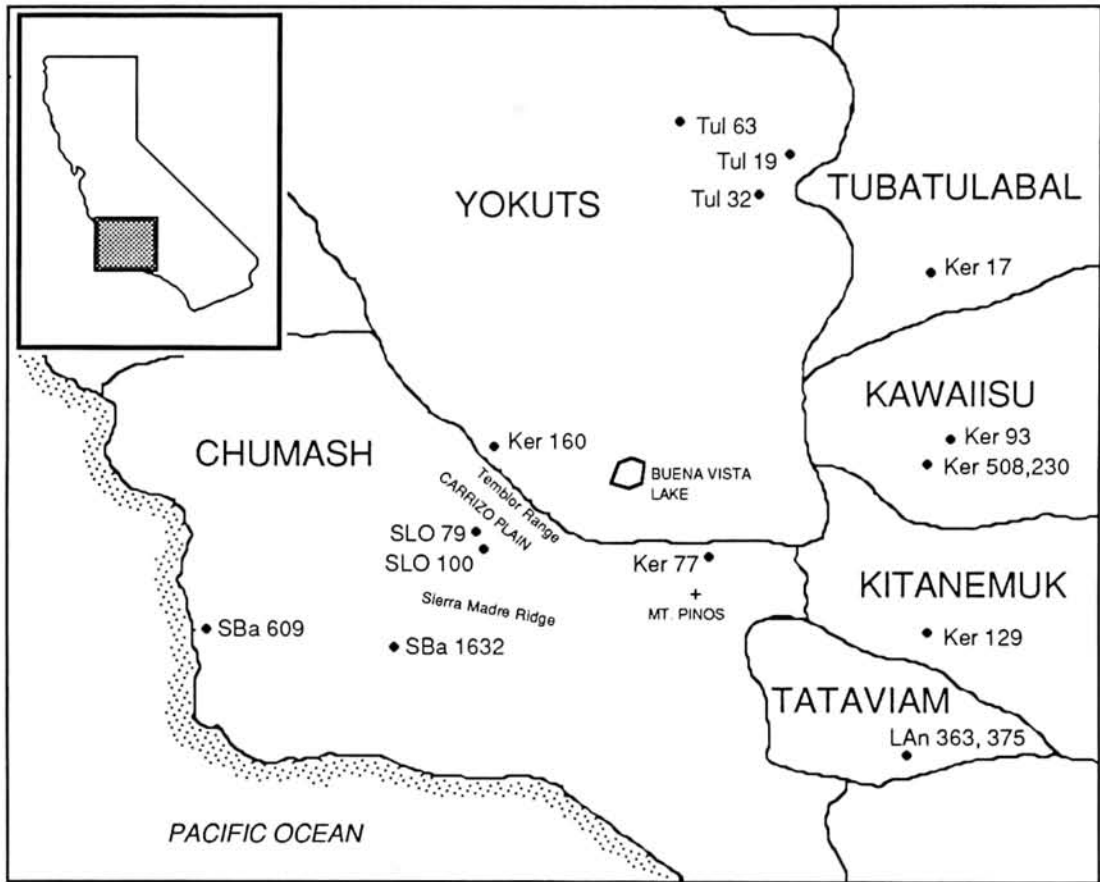 Tul 63
Tul 19
YOKUTS
TUBATULABAL
Tul 32
Ker 17
KAWAIISU
Ker 93
Ker 160
CHUMASH
Ker 508,230
Temblor Range
BUENA VISTA
LAKE
CARRIZO PLAIN
SLO 79
SLO 100
Ker 77
KITANEMUK
Sierra Madre Ridge
MT. PINOS
SBa 609
Ker 129
SBa 1632
TATAVIAM
LAn 363, 375
PACIFIC OCEAN